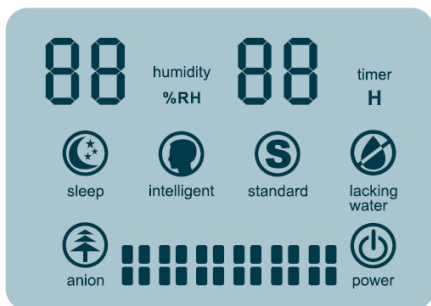 88 humidity %RH 88 timer H
S
sleep intelligent standard lacking water
anion power